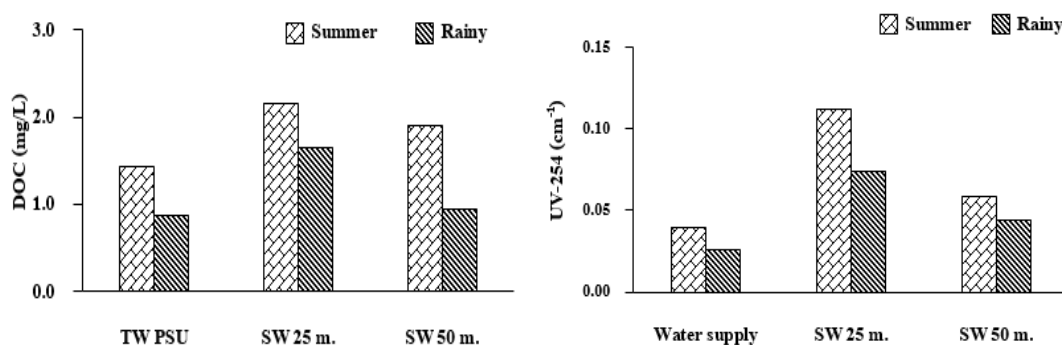 Summer Rainy
3.0
2.0
1.0
0.0
DOC (mg/L)
TW PSU SW 25 m. SW 50 m.
Summer Rainy
0.15
0.10
0.05
0.00
UV-254 (cm⁻¹)
Water supply SW 25 m. SW 50 m.